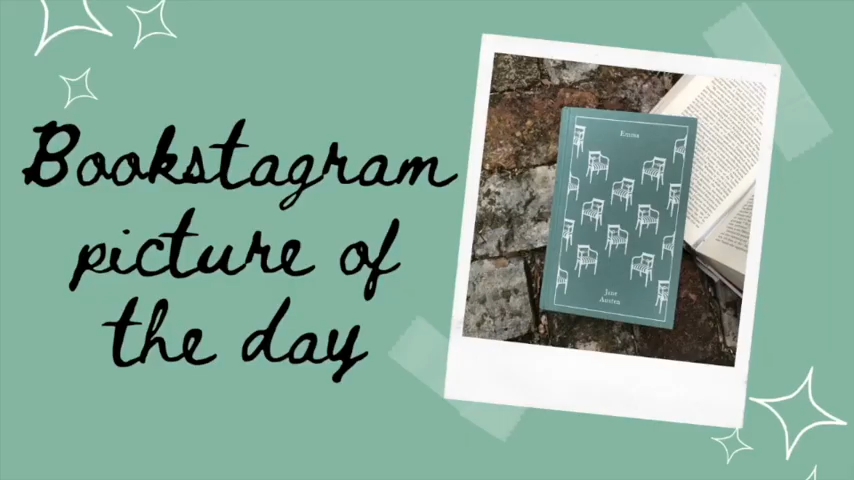 Bookstagram
picture of
the day
Emma
Jane
Austen